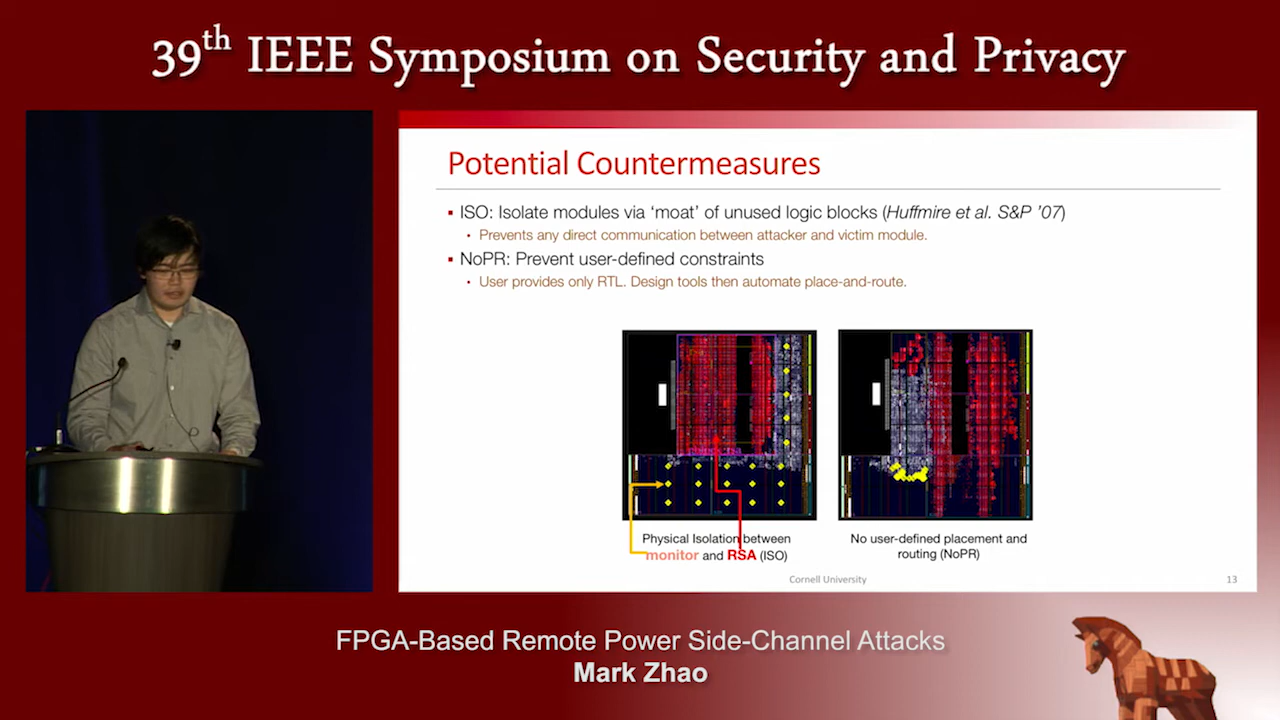 39th IEEE Symposium on Security and Privacy
Potential Countermeasures
▪ ISO: Isolate modules via ‘moat’ of unused logic blocks (Huffmire et al. S&P ’07)
• Prevents any direct communication between attacker and victim module.
▪ NoPR: Prevent user-defined constraints
• User provides only RTL. Design tools then automate place-and-route.
Physical Isolation between
monitor and RSA (ISO)
No user-defined placement and
routing (NoPR)
Cornell University
13
FPGA-Based Remote Power Side-Channel Attacks
Mark Zhao